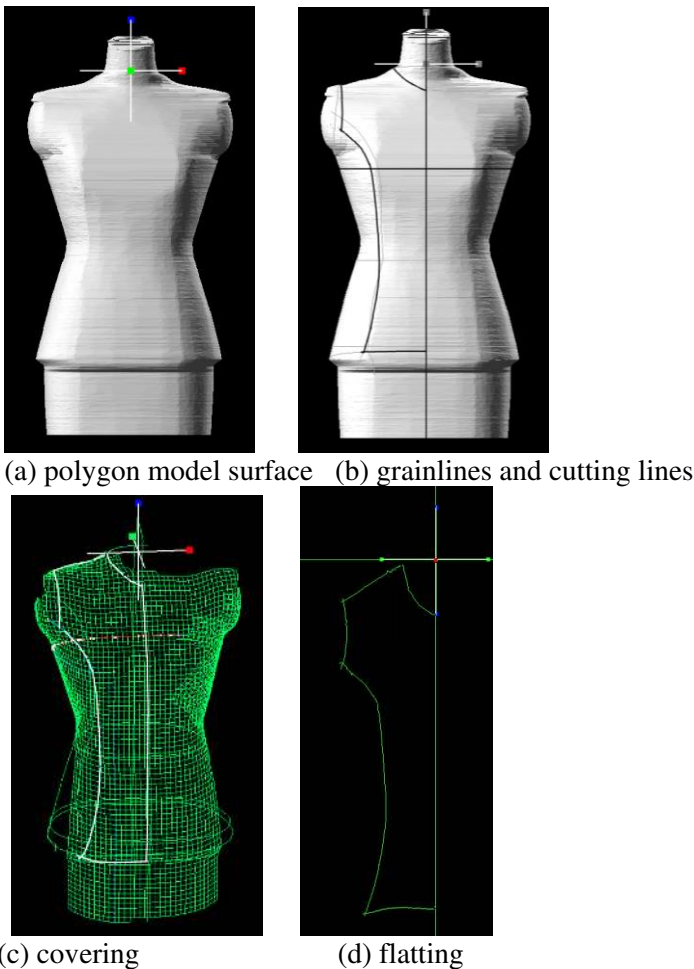 (a) polygon model surface (b) grainlines and cutting lines
(c) covering (d) flatting